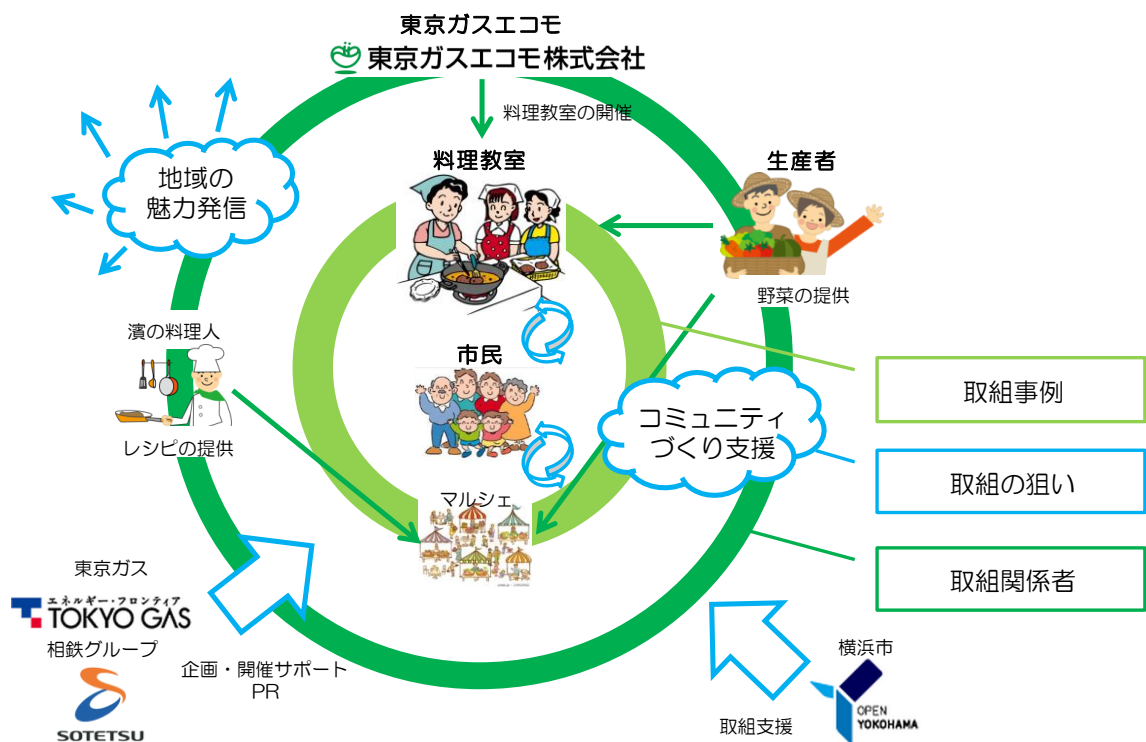 東京ガスエコモ
東京ガスエコモ株式会社
料理教室の開催
料理教室
生産者
地域の
魅力発信
野菜の提供
濱の料理人
レシピの提供
市民
コミュニティ
づくり支援
マルシェ
取組事例
取組の狙い
取組関係者
東京ガス
エネルギー・フロンティア
TOKYO GAS
相鉄グループ
SOTETSU
企画・開催サポート
PR
横浜市
OPEN
YOKOHAMA
取組支援